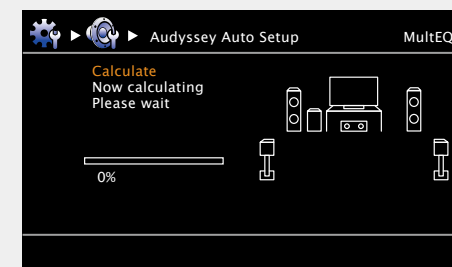 Audyssey Auto Setup MultEQ
Calculate
Now calculating
Please wait
0%